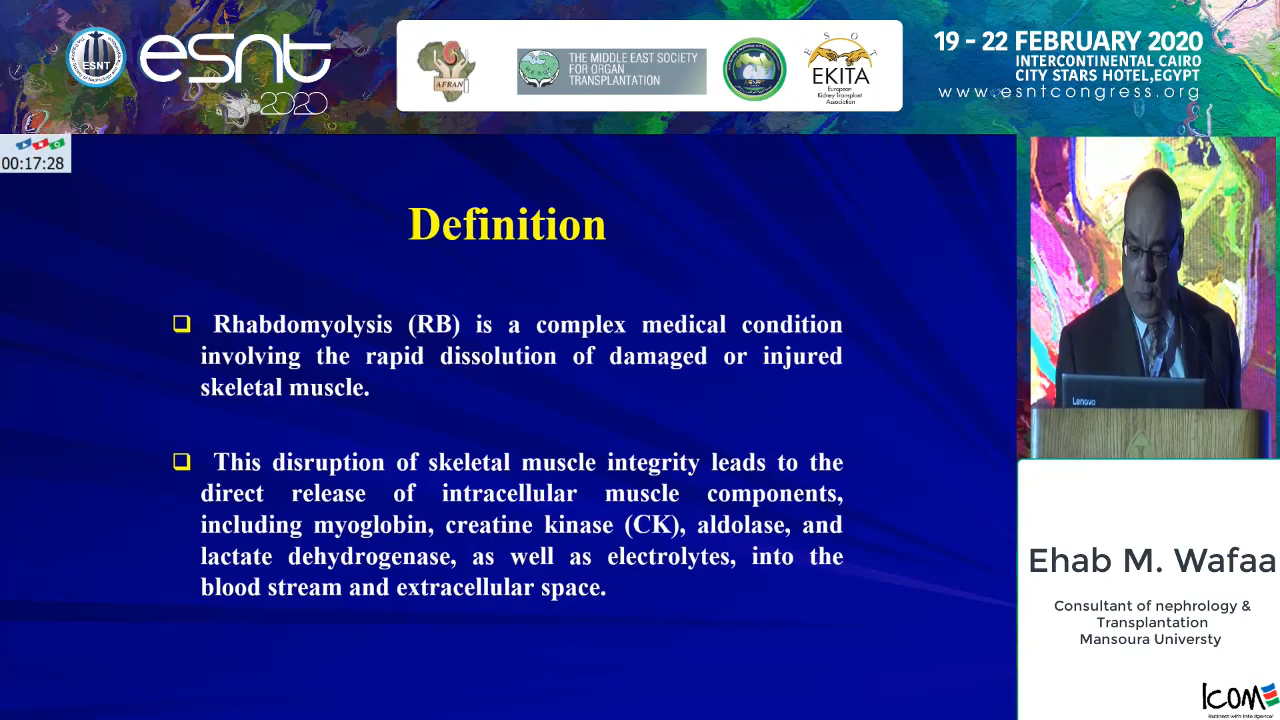 ESNT
esnt
2020
AFRAN
THE MIDDLE EAST SOCIETY
FOR ORGAN
TRANSPLANTATION
E S O T
EKITA
European
Kidney Transplant
Association
19 - 22 FEBRUARY 2020
INTERCONTINENTAL CAIRO
CITY STARS HOTEL,EGYPT
www.esntcongress.org
00:17:28
Definition
Rhabdomyolysis (RB) is a complex medical condition
involving the rapid dissolution of damaged or injured
skeletal muscle.
This disruption of skeletal muscle integrity leads to the
direct release of intracellular muscle components,
including myoglobin, creatine kinase (CK), aldolase, and
lactate dehydrogenase, as well as electrolytes, into the
blood stream and extracellular space.
Lenovo
Ehab M. Wafaa
Consultant of nephrology &
Transplantation
Mansoura Universty
ICOM
Business with Intelligence!